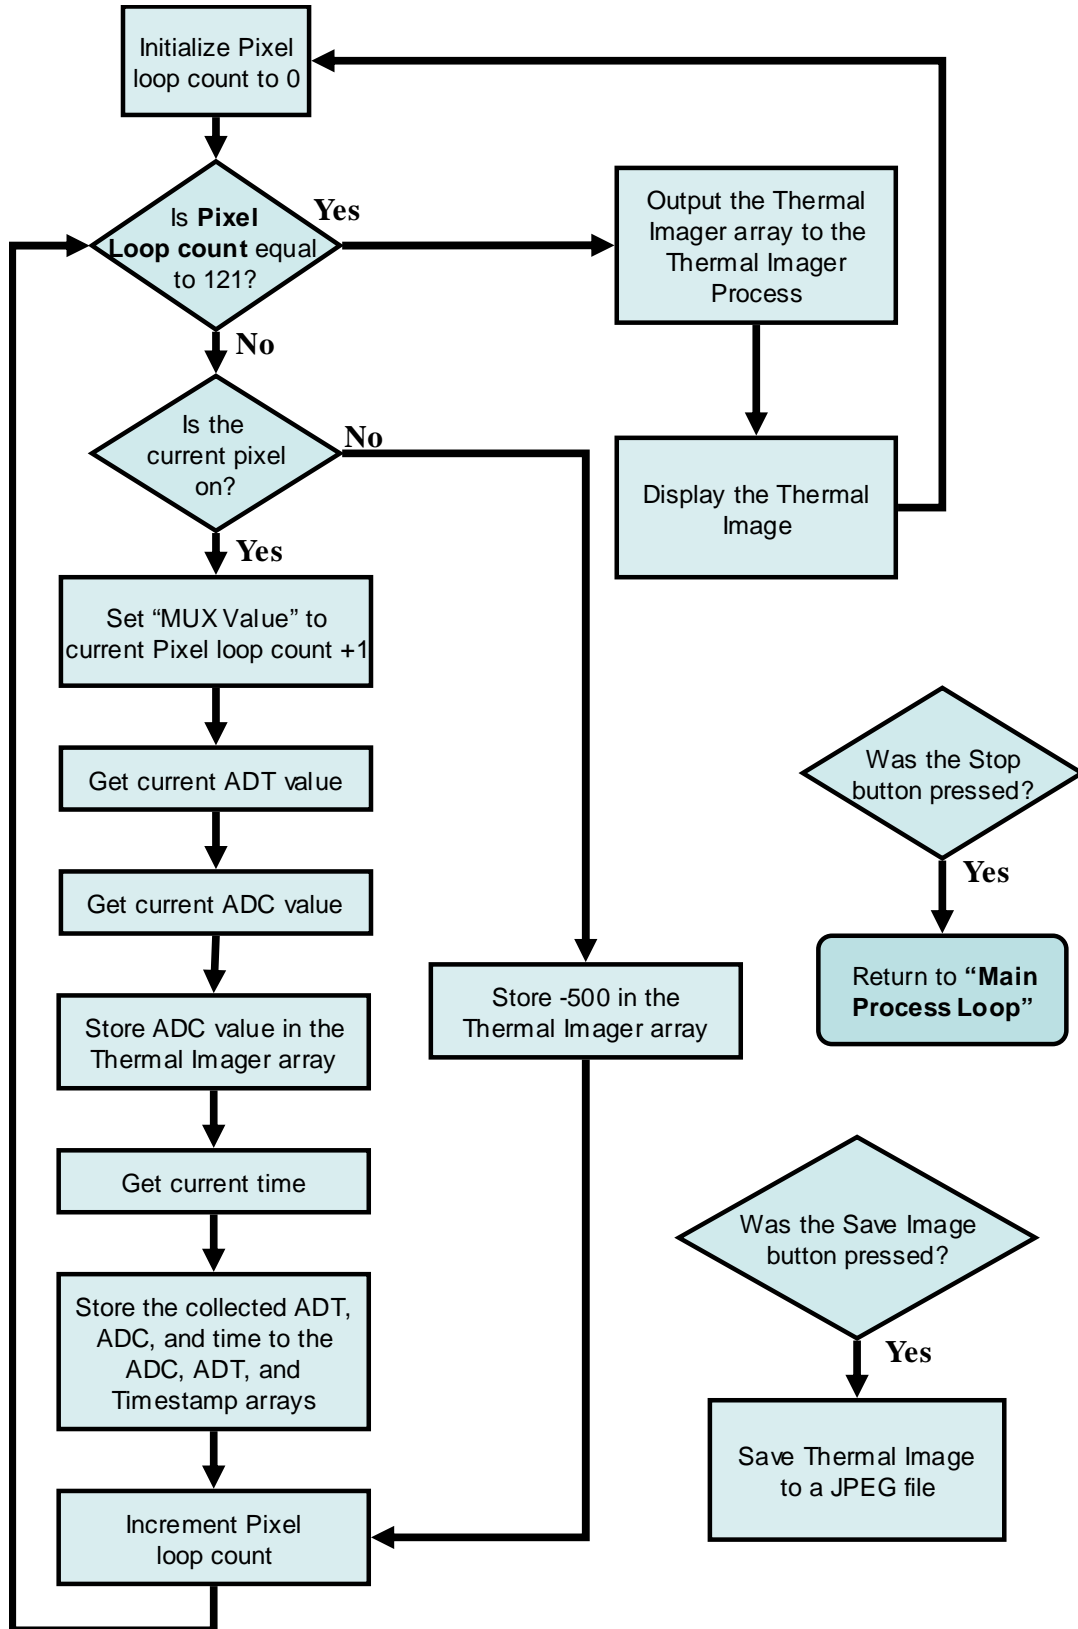 Initialize Pixel
loop count to 0
Is Pixel
Loop count equal
to 121?
Yes
No
Output the Thermal
Imager array to the
Thermal Imager
Process
Display the Thermal
Image
Is the
current pixel
on?
No
Yes
Set “MUX Value” to
current Pixel loop count +1
Get current ADT value
Get current ADC value
Store ADC value in the
Thermal Imager array
Get current time
Store the collected ADT,
ADC, and time to the
ADC, ADT, and
Timestamp arrays
Increment Pixel
loop count
Store -500 in the
Thermal Imager array
Was the Stop
button pressed?
Yes
Return to “Main
Process Loop”
Was the Save Image
button pressed?
Yes
Save Thermal Image
to a JPEG file